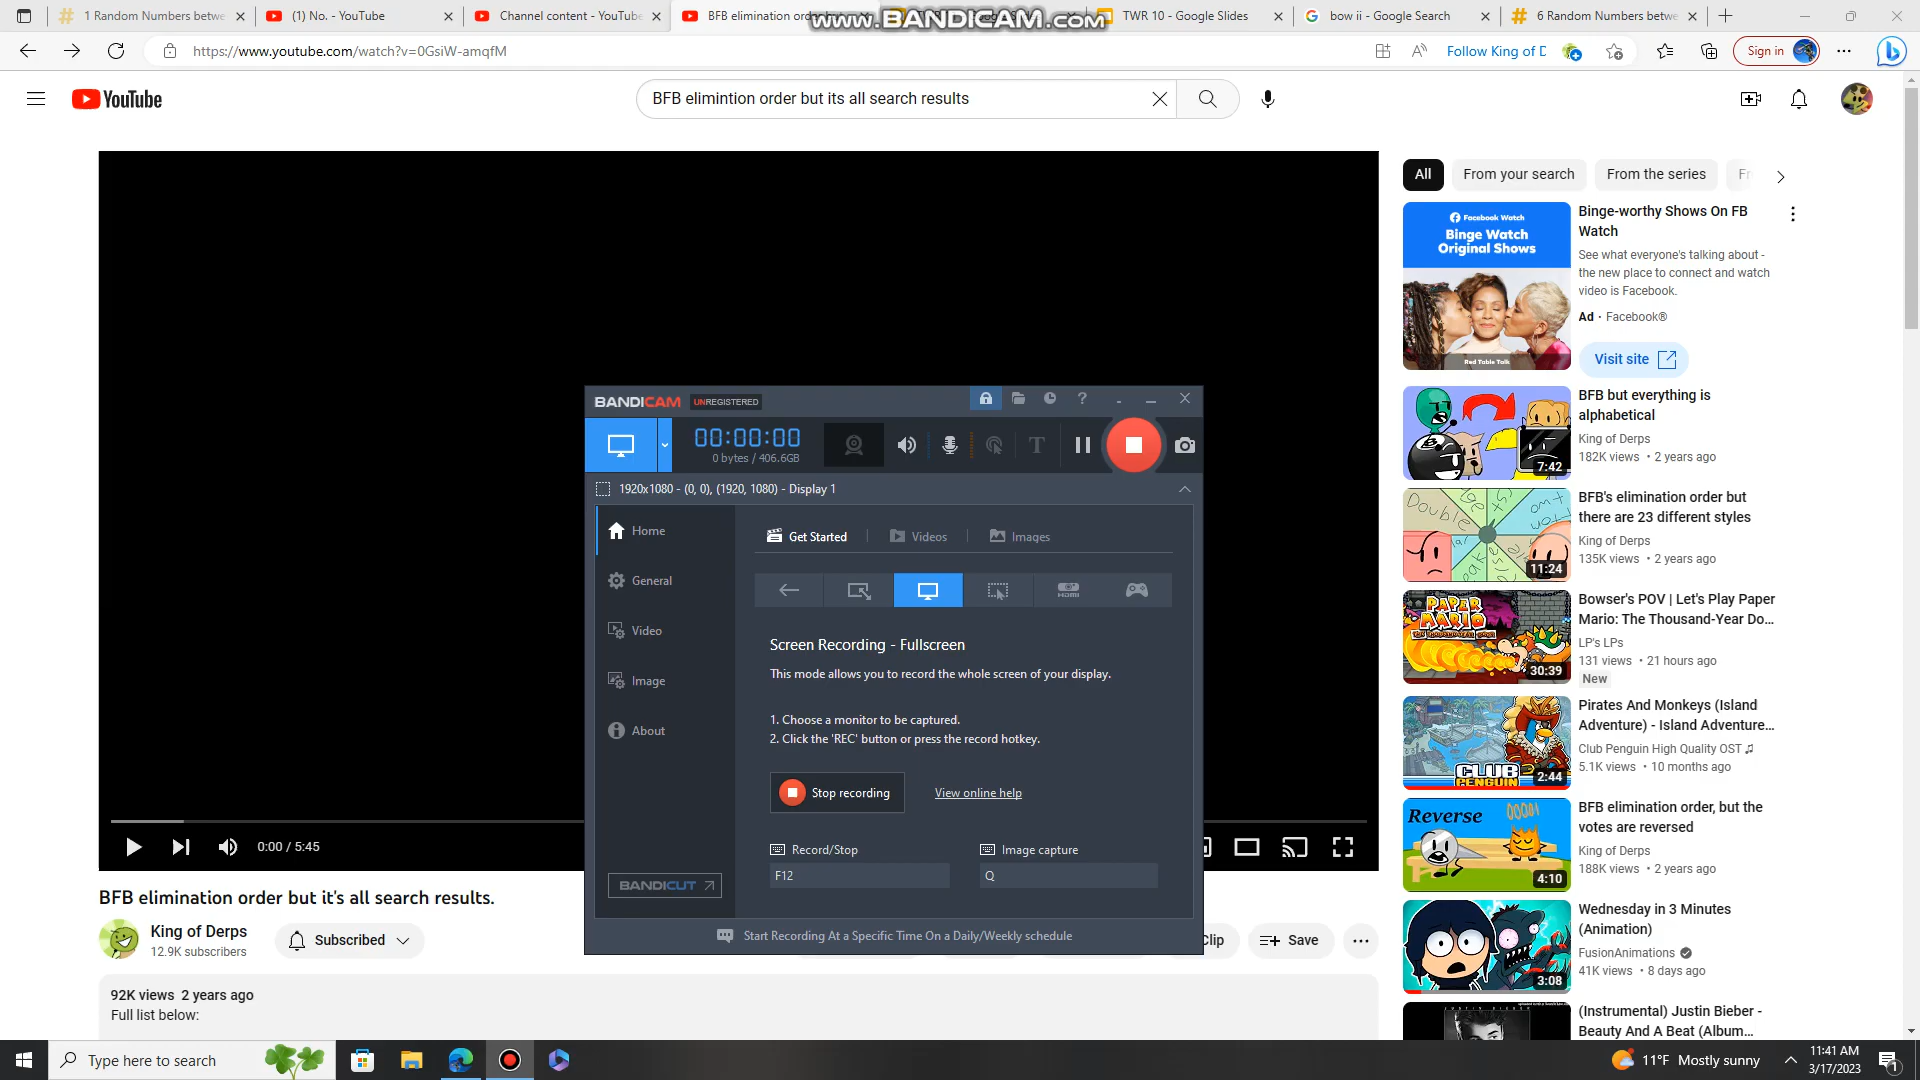 1 Random Numbers betwe
(1) No. - YouTube
Channel content - YouTube
BFB elimination order bu
www.BANDICAM.com
TWR 10 - Google Slides
bow ii - Google Search
6 Random Numbers betwe
https://www.youtube.com/watch?v=0GsiW-amqfM
Follow King of D
Sign in
YouTube
BFB elimintion order but its all search results
All
From your search
From the series
Facebook Watch
Binge Watch
Original Shows
Red Table Talk
Binge-worthy Shows On FB
Watch
See what everyone's talking about -
the new place to connect and watch
video is Facebook.
Ad · Facebook®
Visit site
7:42
BFB but everything is
alphabetical
King of Derps
182K views • 2 years ago
Double
11:24
BFB's elimination order but
there are 23 different styles
King of Derps
135K views • 2 years ago
PAPER
MARIO
30:39
Bowser's POV | Let's Play Paper
Mario: The Thousand-Year Do...
LP's LPs
131 views • 21 hours ago
New
CLUB
PENGUIN
2:44
Pirates And Monkeys (Island
Adventure) - Island Adventure...
Club Penguin High Quality OST
5.1K views • 10 months ago
Reverse
4:10
BFB elimination order, but the
votes are reversed
King of Derps
188K views • 2 years ago
3:08
Wednesday in 3 Minutes
(Animation)
FusionAnimations
41K views • 8 days ago
(Instrumental) Justin Bieber -
Beauty And A Beat (Album...
BANDICAM UNREGISTERED
00:00:00
0 bytes / 406.6GB
1920x1080 - (0, 0), (1920, 1080) - Display 1
Home
General
Video
Image
About
BANDICUT
Get Started
Videos
Images
HDMI
Screen Recording - Fullscreen
This mode allows you to record the whole screen of your display.
1. Choose a monitor to be captured.
2. Click the 'REC' button or press the record hotkey.
Stop recording
View online help
Record/Stop
F12
Image capture
Q
Start Recording At a Specific Time On a Daily/Weekly schedule
0:00 / 5:45
BFB elimination order but it's all search results.
King of Derps
12.9K subscribers
Subscribed
Clip
Save
92K views 2 years ago
Full list below:
Type here to search
11°F Mostly sunny
11:41 AM
3/17/2023
1